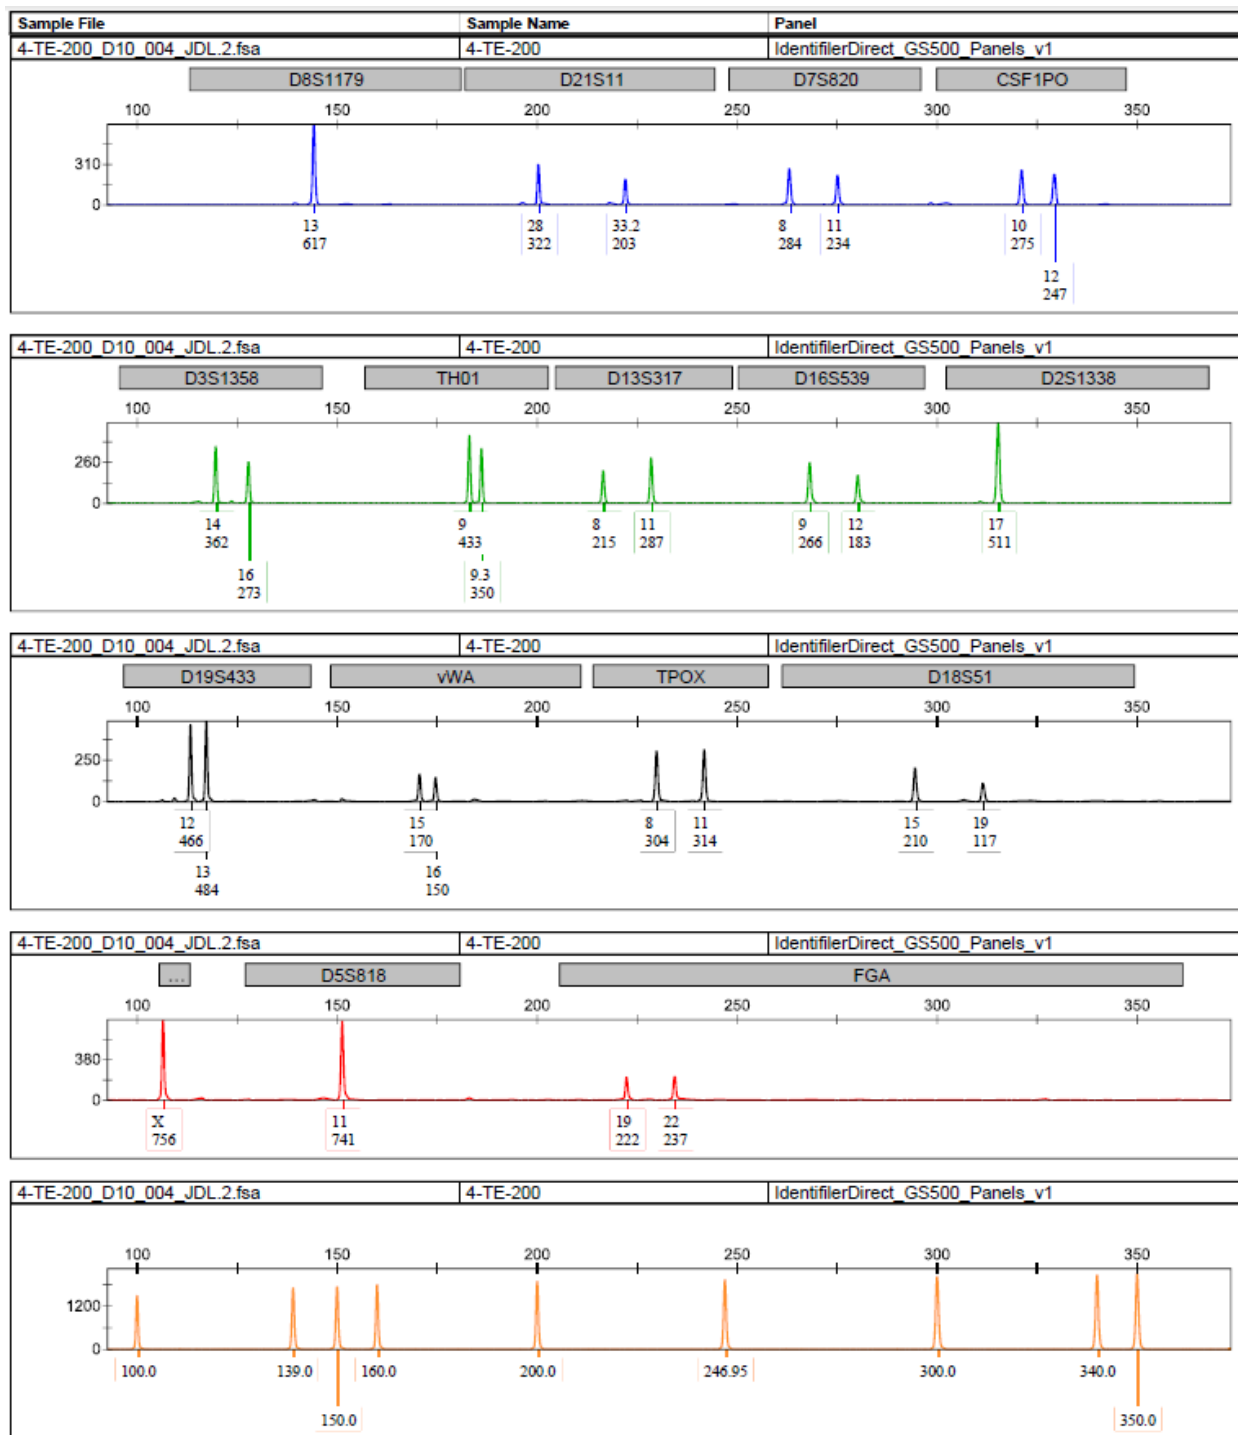 Sample File Sample Name Panel
4-TE-200_D10_004_JDL.2.fsa 4-TE-200 IdentifilerDirect_GS500_Panels_v1
D8S1179 D21S11 D7S820 CSF1PO
100 150 200 250 300 350
310
0
13 28 33.2 8 11 10
617 322 203 284 234 275
12
247
4-TE-200_D10_004_JDL.2.fsa 4-TE-200 IdentifilerDirect_GS500_Panels_v1
D3S1358 TH01 D13S317 D16S539 D2S1338
100 150 200 250 300 350
260
0
14 9 8 11 9 12 17
362 433 215 287 266 183 511
16 9.3
273 350
4-TE-200_D10_004_JDL.2.fsa 4-TE-200 IdentifilerDirect_GS500_Panels_v1
D19S433 vWA TPOX D18S51
100 150 200 250 300 350
250
0
12 15 8 11 15 19
466 170 304 314 210 117
13 16
484 150
4-TE-200_D10_004_JDL.2.fsa 4-TE-200 IdentifilerDirect_GS500_Panels_v1
... D5S818 FGA
100 150 200 250 300 350
380
0
X 11 19 22
756 741 222 237
4-TE-200_D10_004_JDL.2.fsa 4-TE-200 IdentifilerDirect_GS500_Panels_v1
100 150 200 250 300 350
1200
0
100.0 139.0 160.0 200.0 246.95 300.0 340.0
150.0 350.0